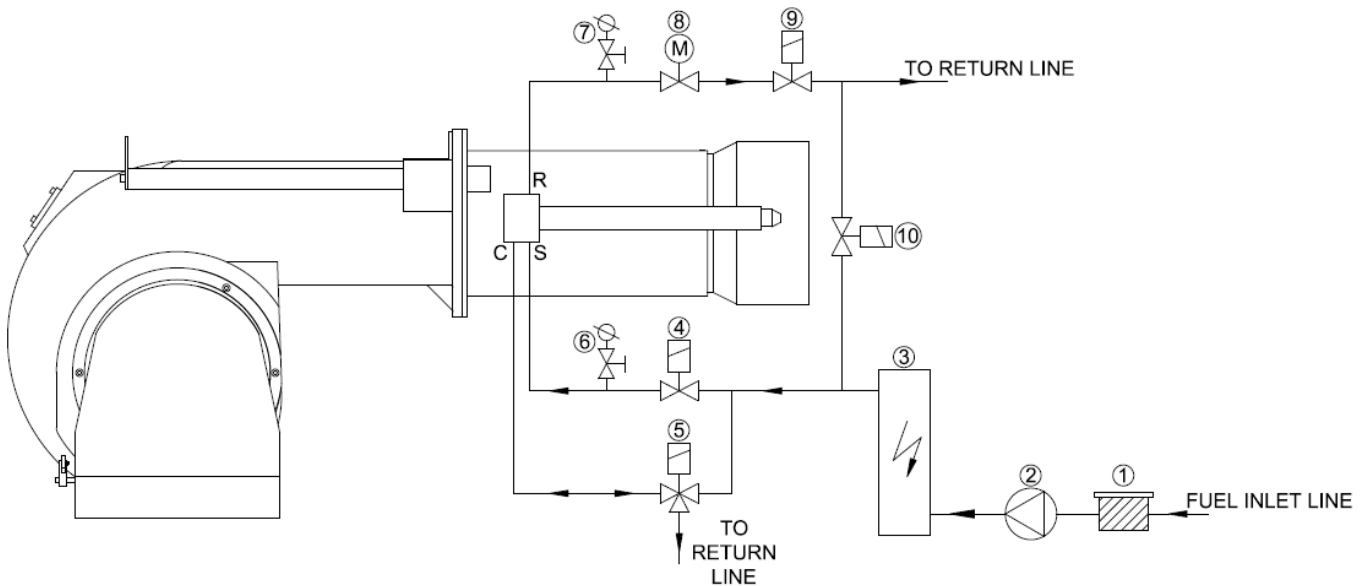 ⑦
⑧
M
⑨
TO RETURN LINE
R
C
S
⑩
⑥
④
③
⑤
②
①
FUEL INLET LINE
TO
RETURN
LINE